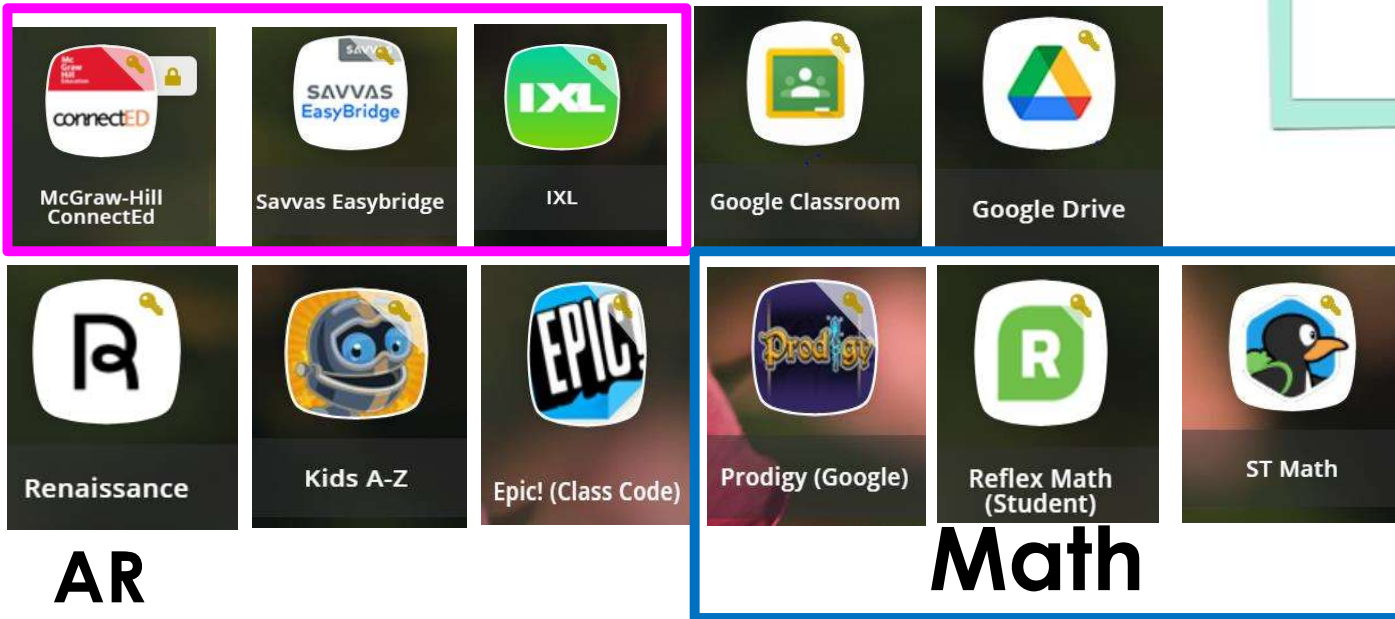 Mc
Graw
Hill
Education
connectED
McGraw-Hill
ConnectEd
SAVVAS
SAVVAS
EasyBridge
Savvas Easybridge
IXL
IXL
Google Classroom
Google Drive
R
Renaissance
Kids A-Z
EPIC!
Epic! (Class Code)
Prodigy
Prodigy (Google)
R
Reflex Math
(Student)
ST Math
AR
Math